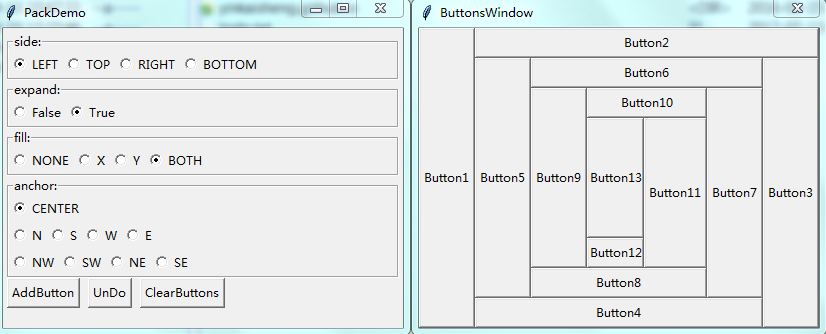 PackDemo
side:
LEFT TOP RIGHT BOTTOM
expand:
False True
fill:
NONE X Y BOTH
anchor:
CENTER
N S W E
NW SW NE SE
AddButton UnDo ClearButtons
ButtonsWindow
Button2
Button6
Button10
Button1 Button5 Button9 Button13 Button11 Button7 Button3
Button12
Button8
Button4